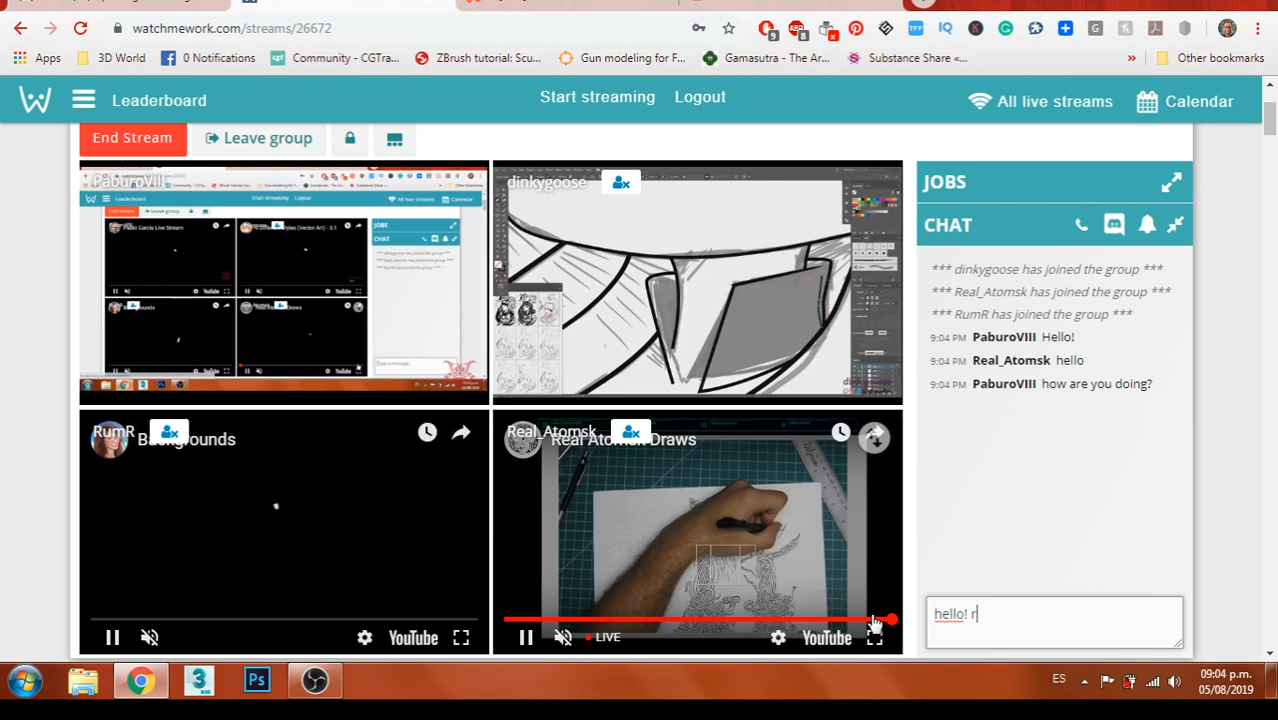 watchmework.com/streams/26672
9
8
Apps
3D World
0 Notifications
Community - CGTra...
ZBrush tutorial: Scu...
Gun modeling for F...
Gamasutra - The Ar...
Substance Share «...
»
Other bookmarks
Leaderboard
Start streaming
Logout
All live streams
Calendar
End Stream
Leave group
PaburoVIII
dinkygoose
JOBS
CHAT
*** dinkygoose has joined the group ***
*** Real_Atomsk has joined the group ***
*** RumR has joined the group ***
9:04 PM PaburoVIII Hello!
9:04 PM Real_Atomsk hello
9:04 PM PaburoVIII how are you doing?
RumR
Backgrounds
Real_Atomsk
Real Atomsk Draws
YouTube
LIVE
YouTube
hello! r
Ps
ES
09:04 p.m.
05/08/2019